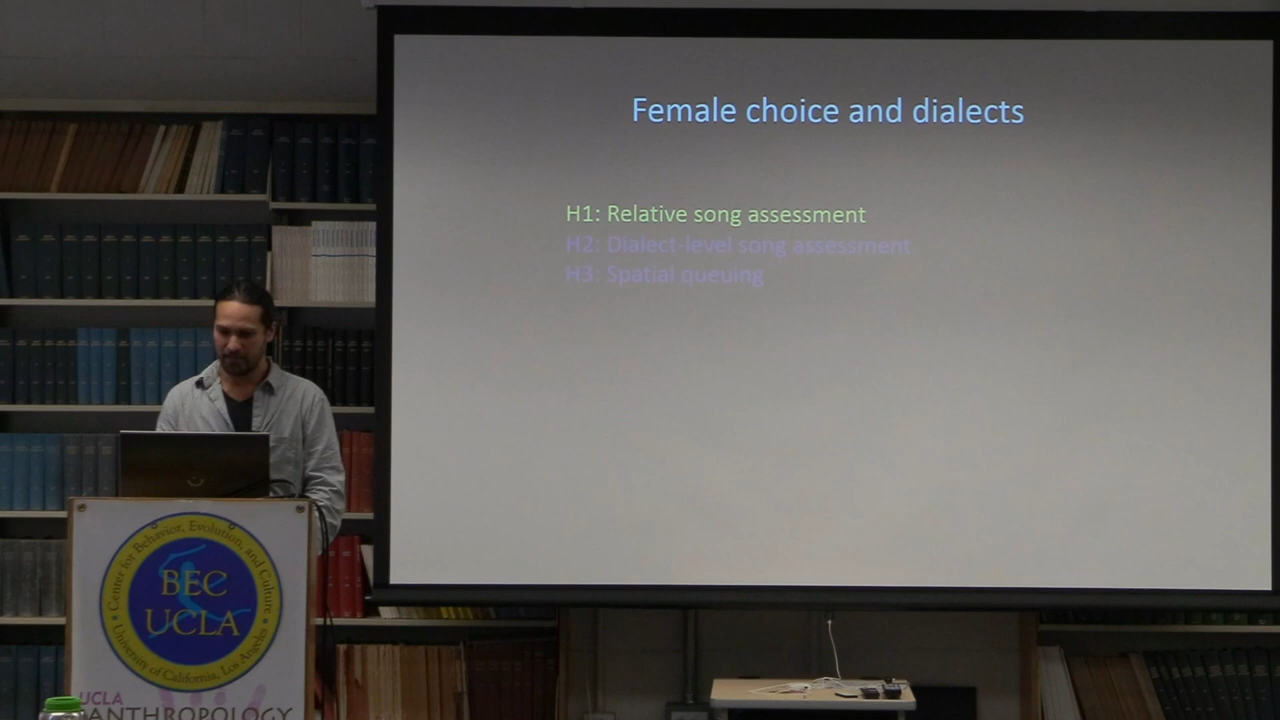 Female choice and dialects
H1: Relative song assessment
H2: Dialect-level song assessment
H3: Spatial queuing
Center for Behavior, Evolution, and Culture
BEC
UCLA
University of California, Los Angeles
UCLA
ANTHROPOLOGY